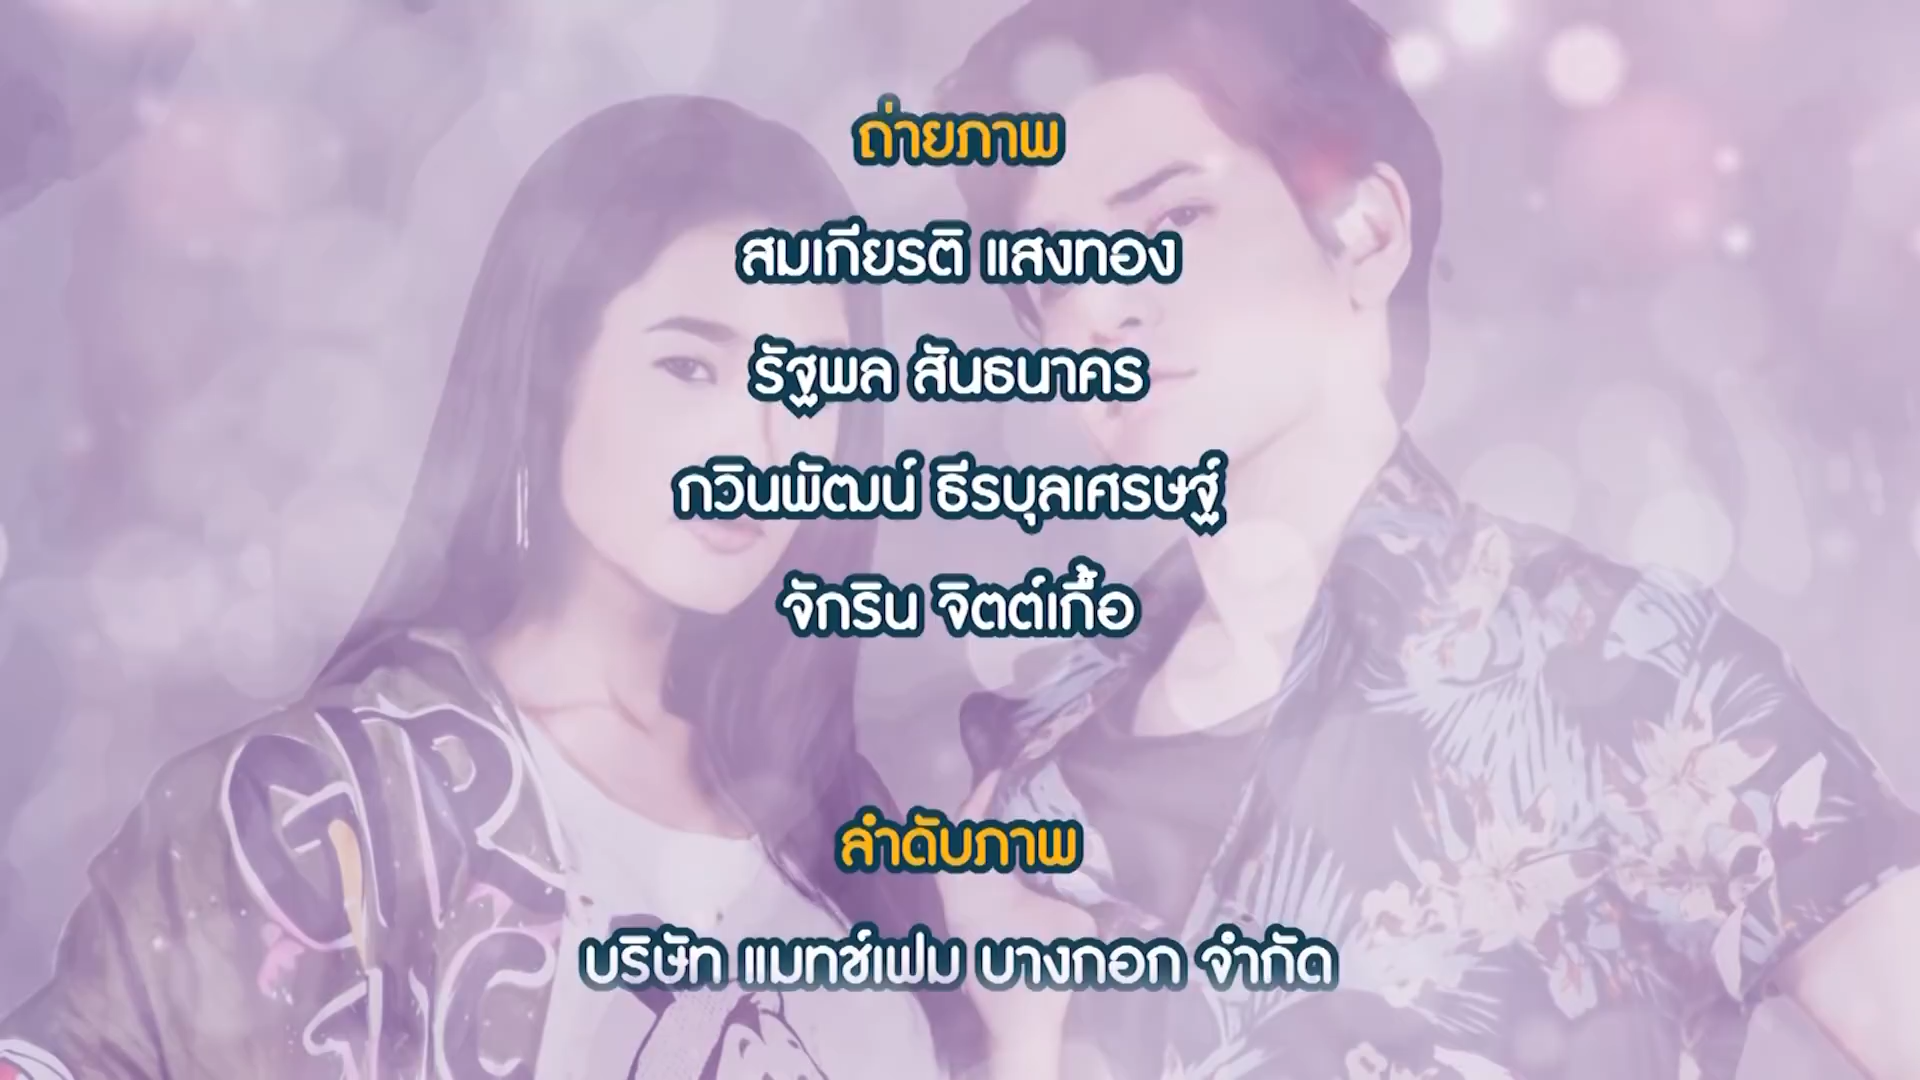 ถ่ายภาพ
สมเกียรติ แสงทอง
รัฐพล สันธนาคร
กวินพัฒน์ ธีรบุลเศรษฐ์
จักริน จิตต์เกื้อ
ลำดับภาพ
บริษัท แมทช์เฟม บางกอก จำกัด